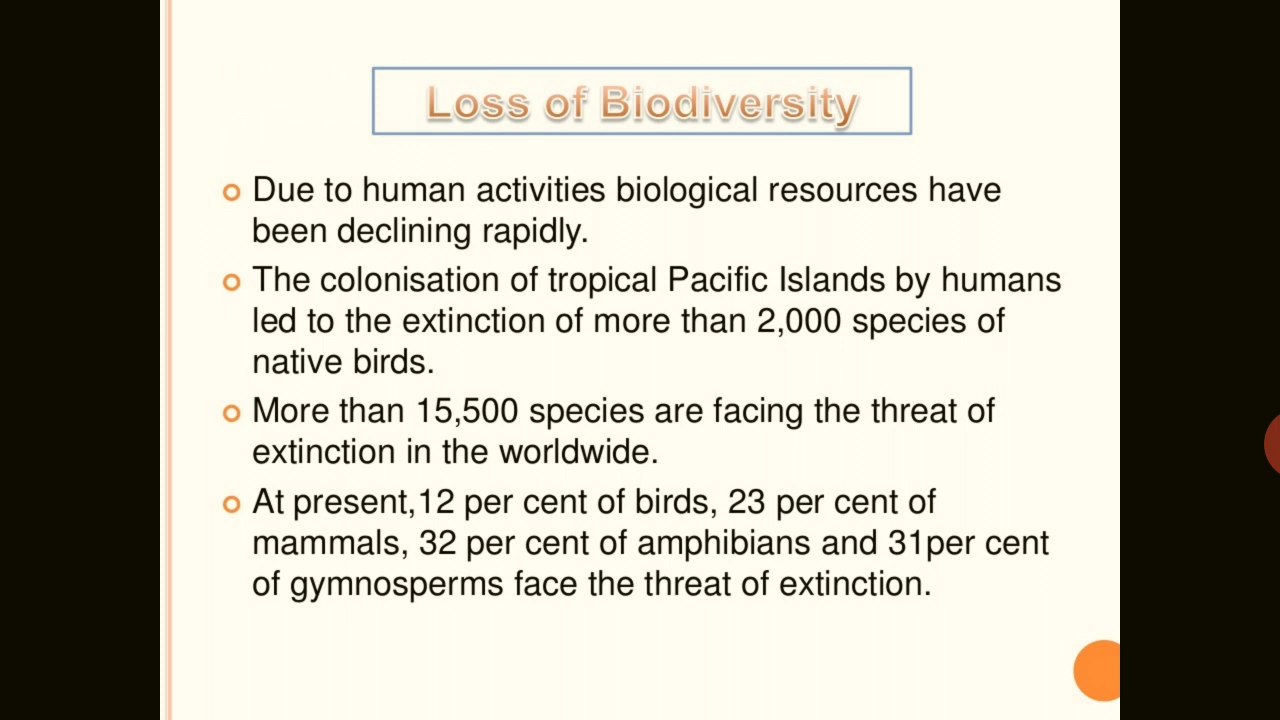 Loss of Biodiversity
Due to human activities biological resources have
been declining rapidly.
The colonisation of tropical Pacific Islands by humans
led to the extinction of more than 2,000 species of
native birds.
More than 15,500 species are facing the threat of
extinction in the worldwide.
At present,12 per cent of birds, 23 per cent of
mammals, 32 per cent of amphibians and 31per cent
of gymnosperms face the threat of extinction.